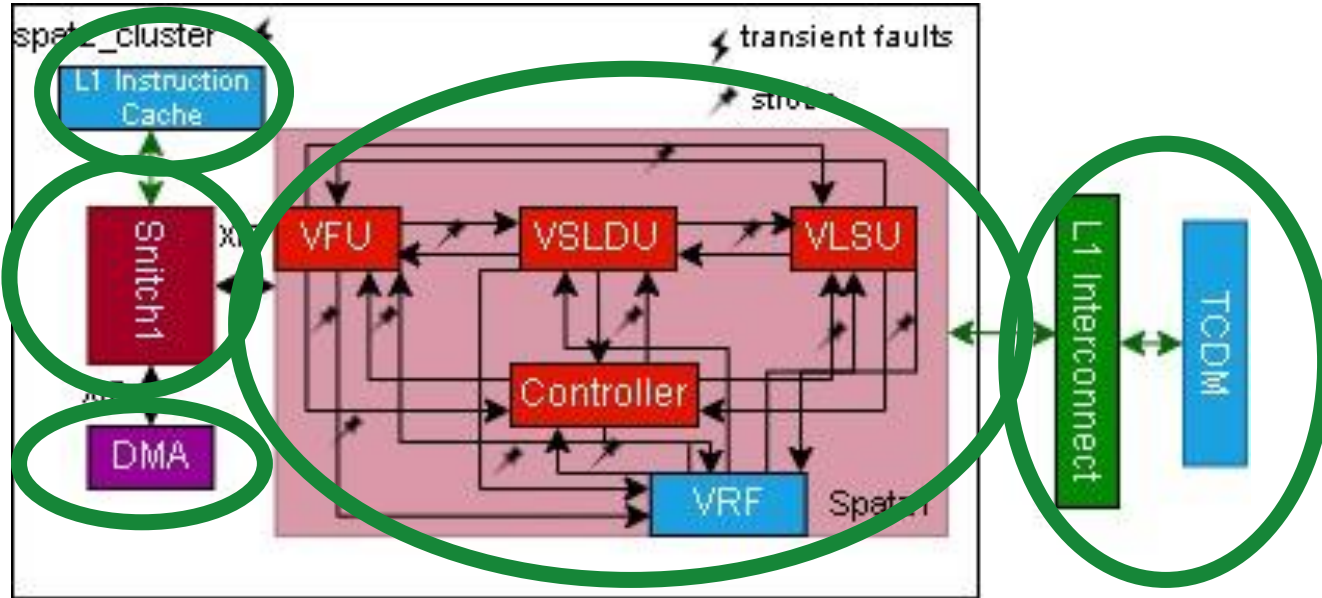 spatz_cluster
transient faults
L1 Instruction
Cache
Snitch1
VFU
VSLDU
VLSU
Controller
DMA
VRF
L1 Interconnect
TCDM